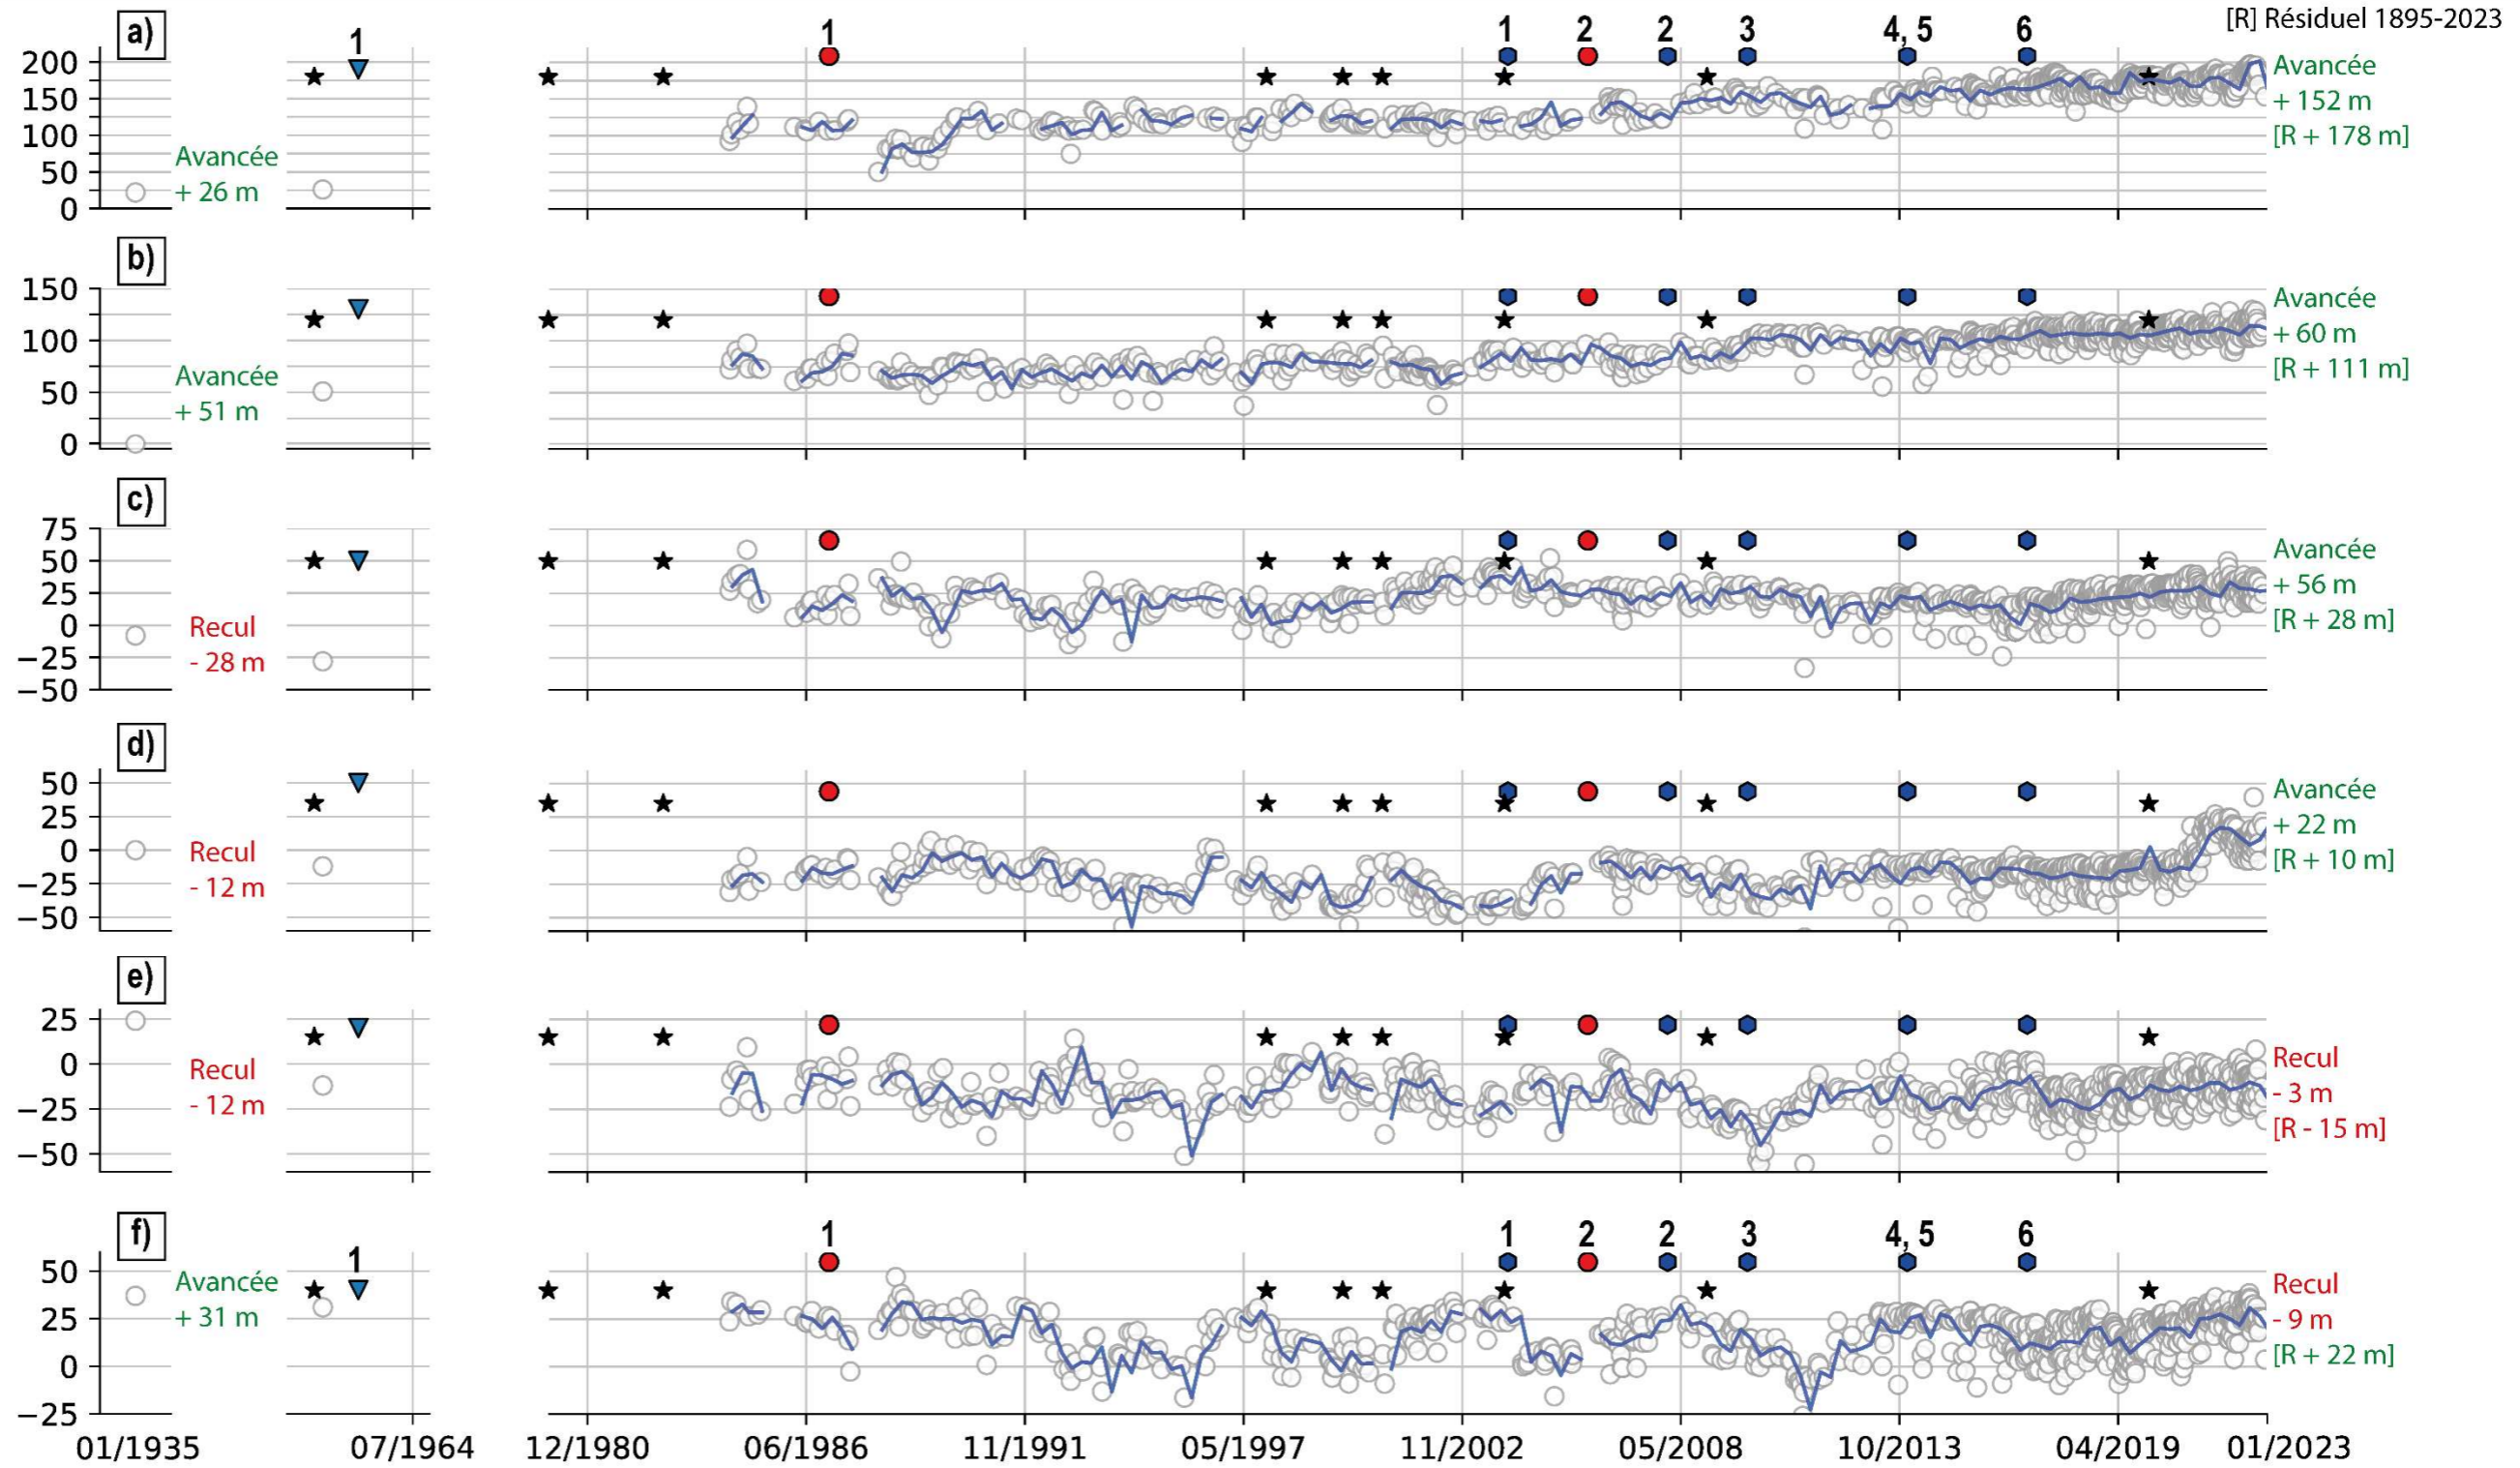 [R] Résiduel 1895-2023
a)
1
1
1
2
2
3
4, 5
6
200
150
100
50
0
Avancée
+ 26 m
Avancée
+ 152 m
[R + 178 m]
b)
150
100
50
0
Avancée
+ 51 m
Avancée
+ 60 m
[R + 111 m]
c)
75
50
25
0
−25
−50
Recul
- 28 m
Avancée
+ 56 m
[R + 28 m]
d)
50
25
0
−25
−50
Recul
- 12 m
Avancée
+ 22 m
[R + 10 m]
e)
25
0
−25
−50
Recul
- 12 m
Recul
- 3 m
[R - 15 m]
f)
1
1
1
2
2
3
4, 5
6
50
25
0
−25
Avancée
+ 31 m
Recul
- 9 m
[R + 22 m]
01/1935 07/1964 12/1980 06/1986 11/1991 05/1997 11/2002 05/2008 10/2013 04/2019 01/2023